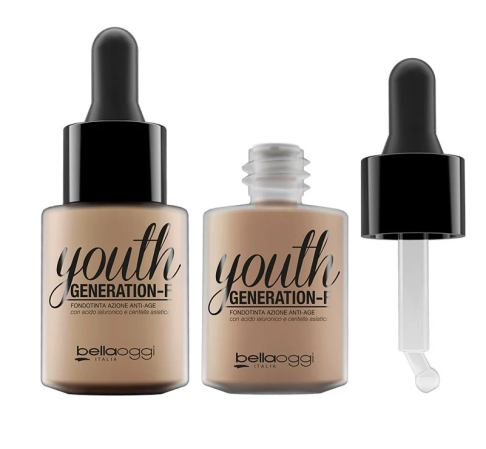 youth
GENERATION-F
FONDOTINTA AZIONE ANTI-AGE
con acido ialuronico e centella asiatica
bellaoggi
ITALIA
youth
GENERATION-F
FONDOTINTA AZIONE ANTI-AGE
con acido ialuronico e centella asiatica
bellaoggi
ITALIA